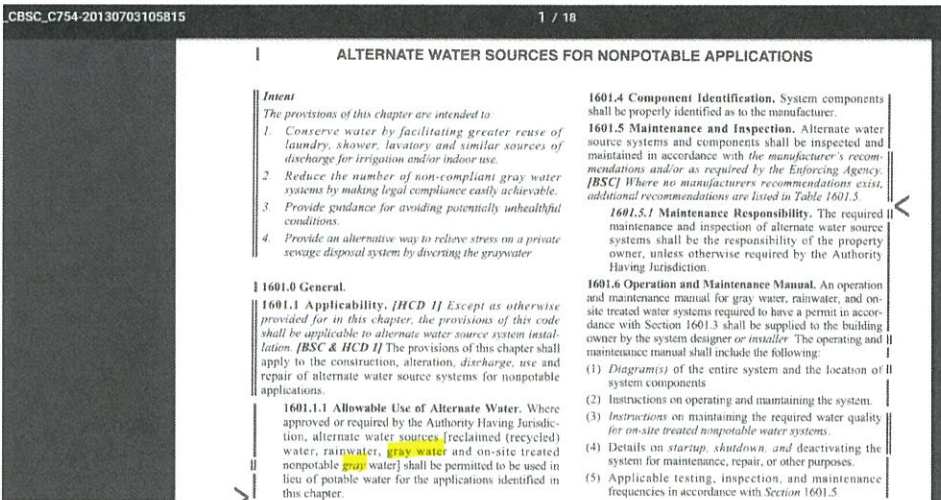 _CBSC_C754-20130703105815
1 / 18
ALTERNATE WATER SOURCES FOR NONPOTABLE APPLICATIONS
Intent
The provisions of this chapter are intended to
1. Conserve water by facilitating greater reuse of
laundry, shower, lavatory and similar sources of
discharge for irrigation and/or indoor use.
2 Reduce the number of non-compliant gray water
systems by making legal compliance easily achievable.
3. Provide guidance for avoiding potentially unhealthful
conditions.
4. Provide an alternative way to relieve stress on a private
sewage disposal system by diverting the graywater
1601.0 General.
1601.1 Applicability. [HCD 1] Except as otherwise
provided for in this chapter, the provisions of this code
shall be applicable to alternate water source system instal-
lation. [BSC & HCD 1] The provisions of this chapter shall
apply to the construction, alteration, discharge, use and
repair of alternate water source systems for nonpotable
applications.
1601.1.1 Allowable Use of Alternate Water. Where
approved or required by the Authority Having Jurisdic-
tion, alternate water sources [reclaimed (recycled)
water, rainwater, gray water and on-site treated
nonpotable gray water] shall be permitted to be used in
lieu of potable water for the applications identified in
this chapter.
1601.4 Component Identification. System components
shall be properly identified as to the manufacturer.
1601.5 Maintenance and Inspection. Alternate water
source systems and components shall be inspected and
maintained in accordance with the manufacturer's recom-
mendations and/or as required by the Enforcing Agency.
[BSC] Where no manufacturers recommendations exist,
additional recommendations are listed in Table 1601.5
1601.5.1 Maintenance Responsibility. The required
maintenance and inspection of alternate water source
systems shall be the responsibility of the property
owner, unless otherwise required by the Authority
Having Jurisdiction.
1601.6 Operation and Maintenance Manual. An operation
and maintenance manual for gray water, rainwater, and on-
site treated water systems required to have a permit in accor-
dance with Section 1601.3 shall be supplied to the building
owner by the system designer or installer The operating and
maintenance manual shall include the following:
(1) Diagram(s) of the entire system and the location of
system components
(2) Instructions on operating and maintaining the system.
(3) Instructions on maintaining the required water quality
for on-site treated nonpotable water systems.
(4) Details on startup, shutdown, and deactivating the
system for maintenance, repair, or other purposes.
(5) Applicable testing, inspection, and maintenance
frequencies in accordance with Section 1601.5